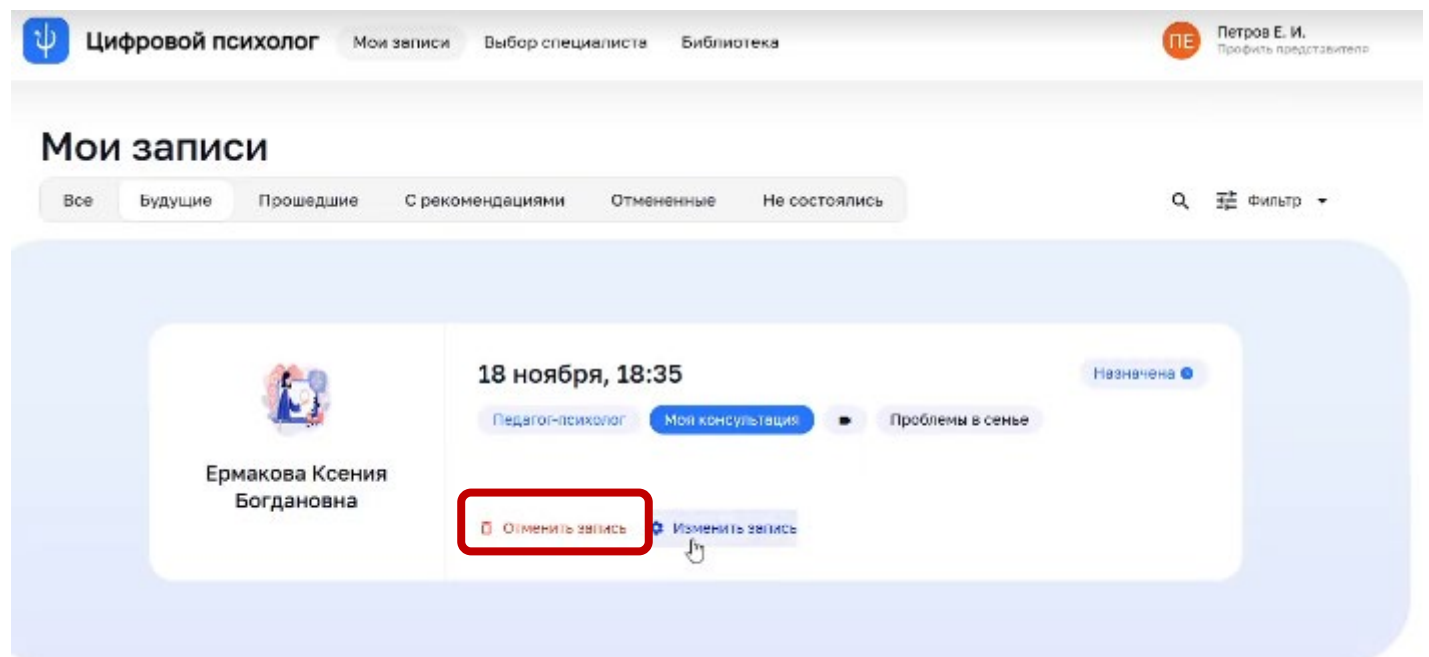 Цифровой психолог Мои записи Выбор специалиста Библиотека ПЕ Петров Е. И.
Профиль представителя
Мои записи
Все Будущие Прошедшие С рекомендациями Отмененные Не состоялись Фильтр
18 ноября, 18:35 Назначена
Педагог-психолог Моя консультация Проблемы в семье
Ермакова Ксения
Богдановна
Отменить запись Изменить запись